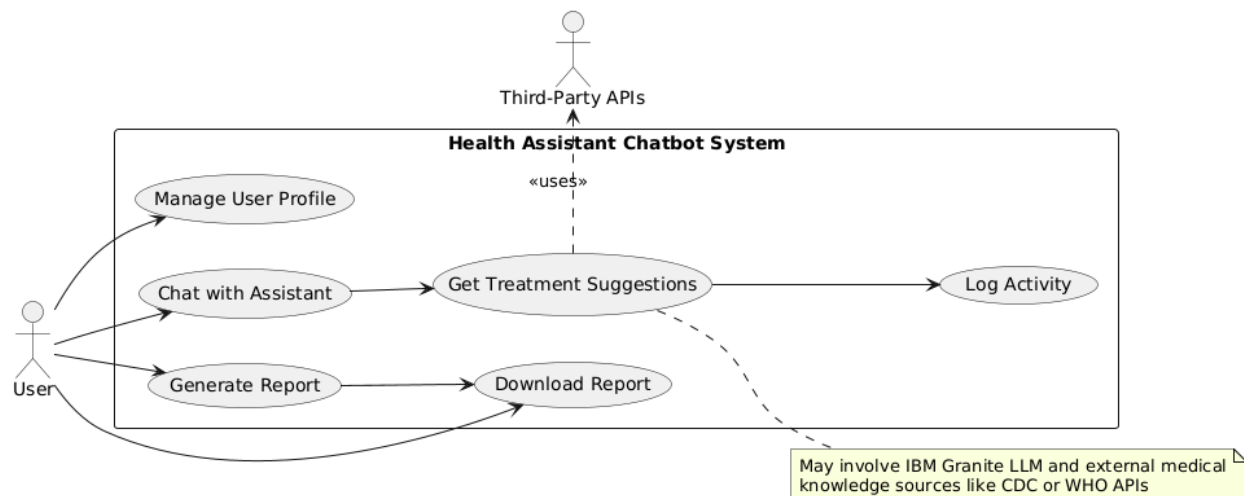 Third-Party APIs
Health Assistant Chatbot System
«uses»
Manage User Profile
Chat with Assistant
Get Treatment Suggestions
Log Activity
User
Generate Report
Download Report
May involve IBM Granite LLM and external medical
knowledge sources like CDC or WHO APIs